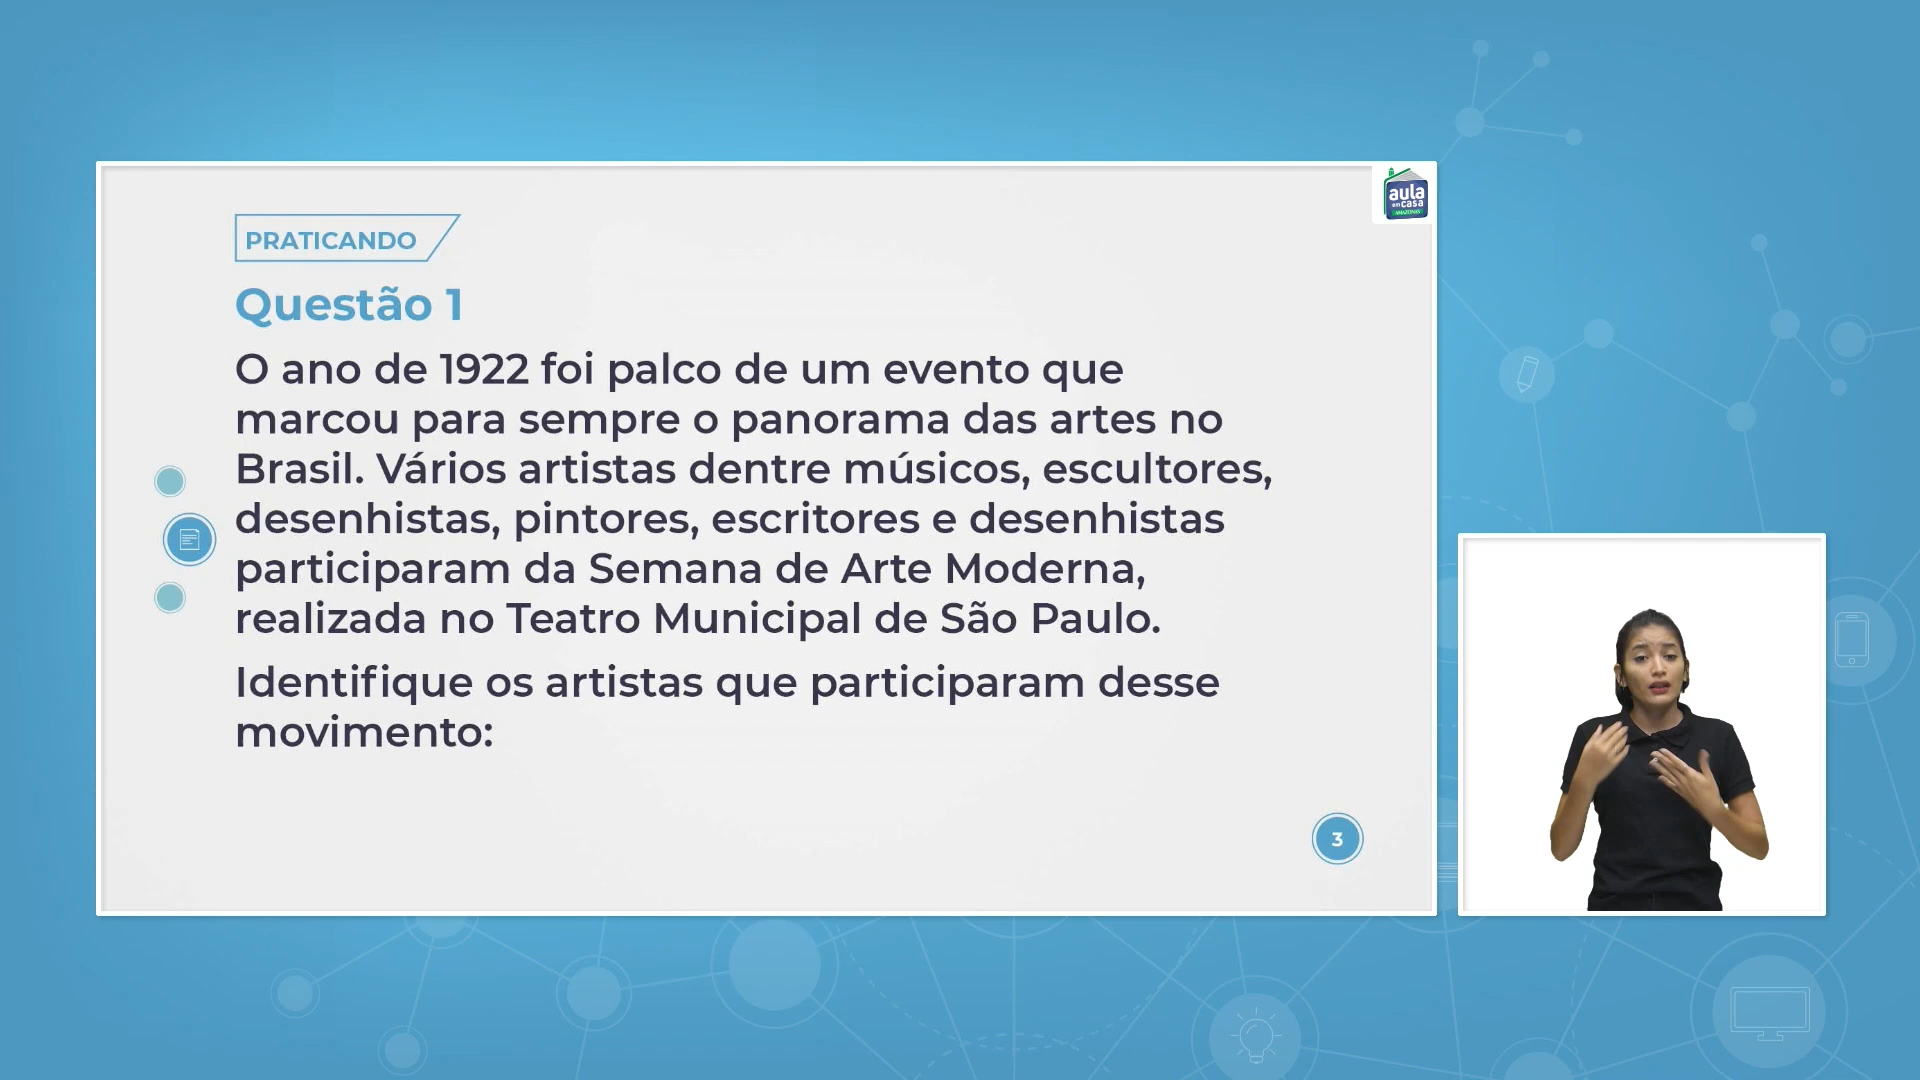 aula
em casa
AMAZONAS
PRATICANDO
Questão 1
O ano de 1922 foi palco de um evento que
marcou para sempre o panorama das artes no
Brasil. Vários artistas dentre músicos, escultores,
desenhistas, pintores, escritores e desenhistas
participaram da Semana de Arte Moderna,
realizada no Teatro Municipal de São Paulo.
Identifique os artistas que participaram desse
movimento:
3